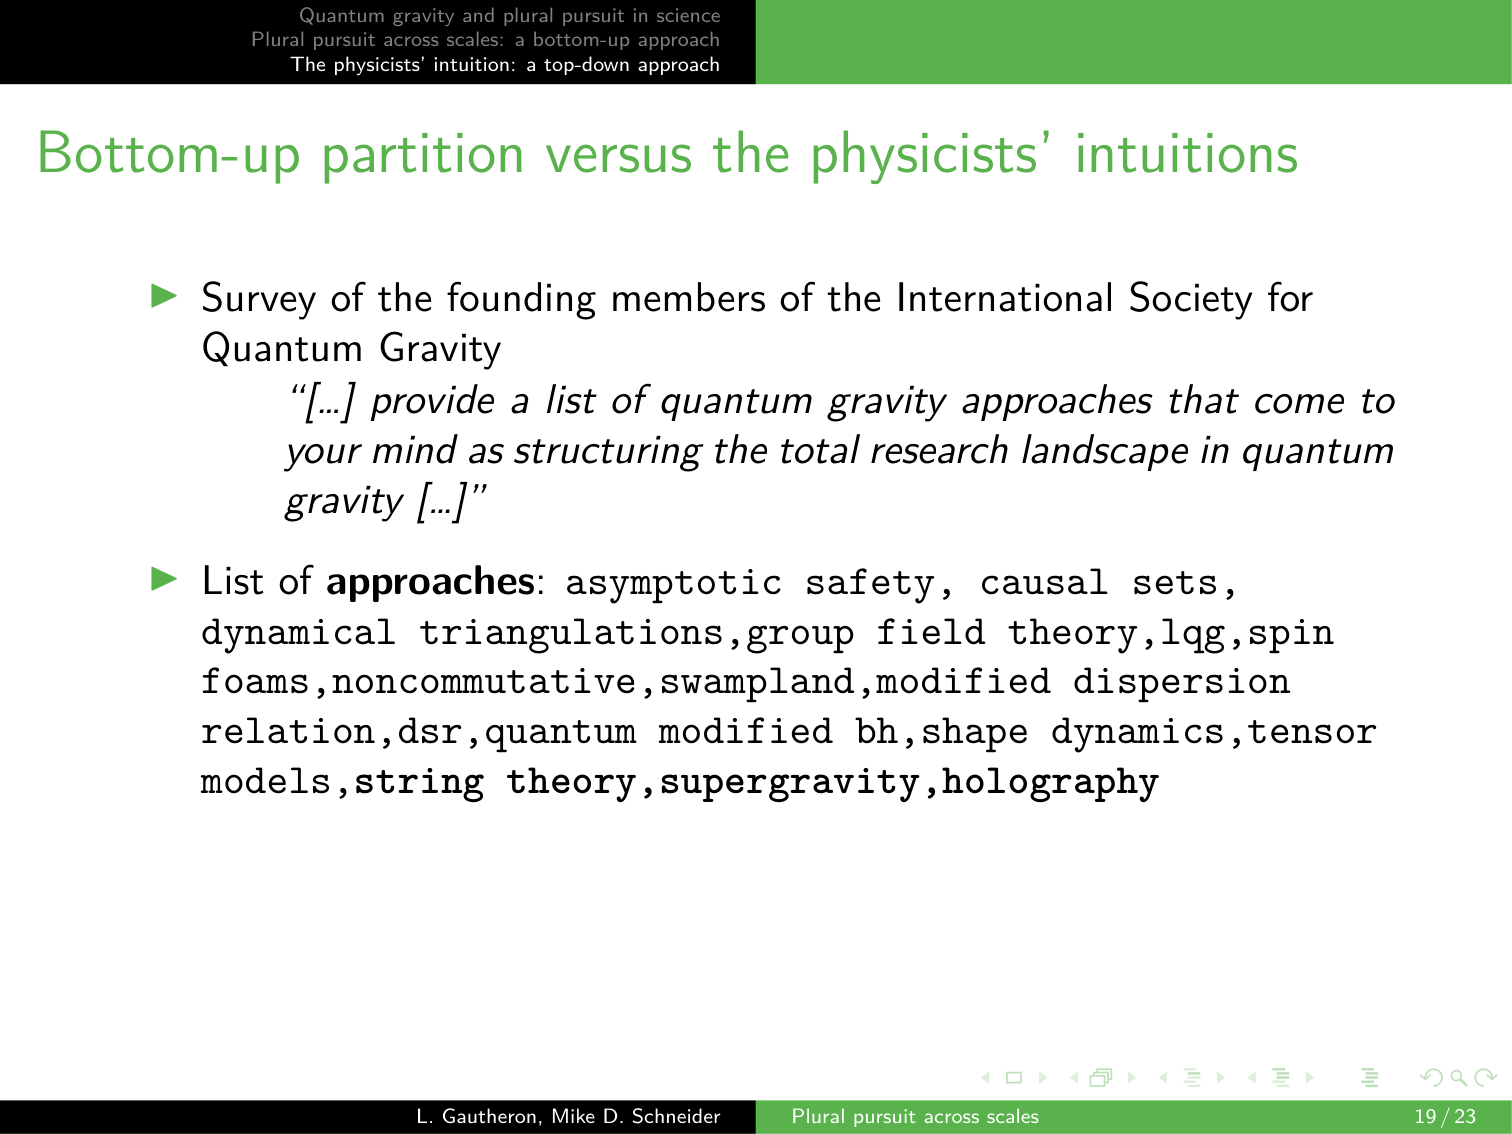 Quantum gravity and plural pursuit in science
Plural pursuit across scales: a bottom-up approach
The physicists' intuition: a top-down approach
Bottom-up partition versus the physicists' intuitions
Survey of the founding members of the International Society for
Quantum Gravity
“[...] provide a list of quantum gravity approaches that come to
your mind as structuring the total research landscape in quantum
gravity [...]”
List of approaches: asymptotic safety, causal sets,
dynamical triangulations,group field theory,lqg,spin
foams,noncommutative,swampland,modified dispersion
relation,dsr,quantum modified bh,shape dynamics,tensor
models,string theory,supergravity,holography
L. Gautheron, Mike D. Schneider
Plural pursuit across scales
19 / 23